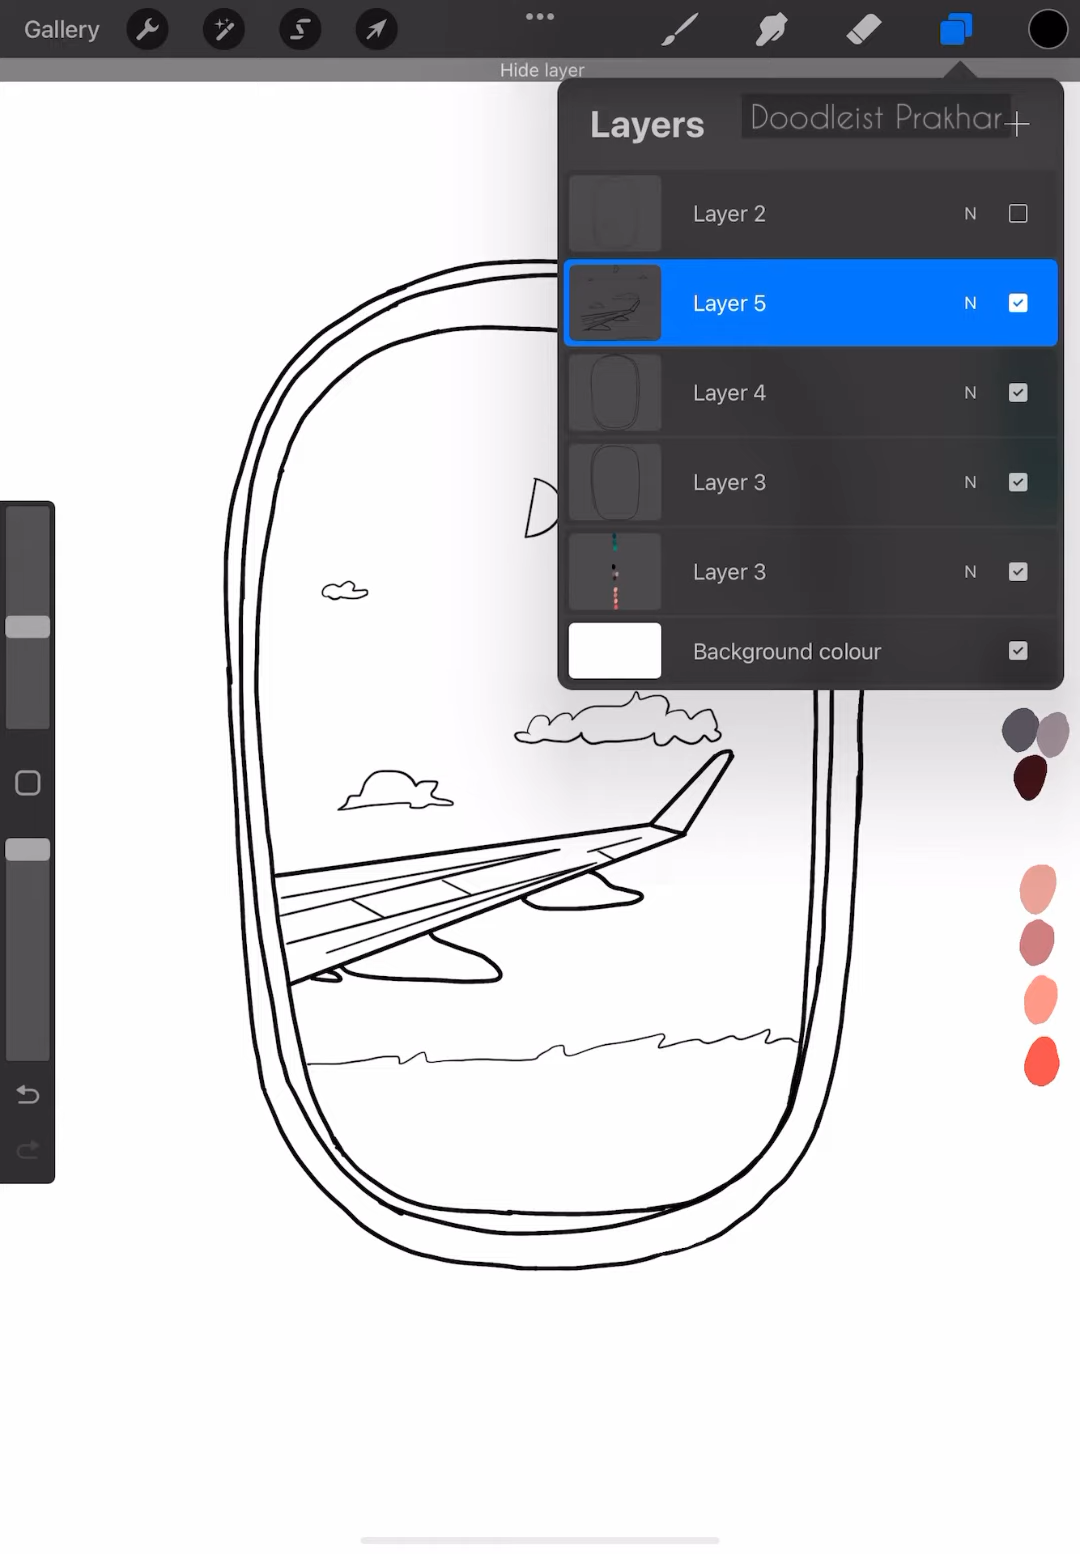 Gallery
Hide layer
Layers
Doodleist Prakhar
Layer 2 N
Layer 5 N
Layer 4 N
Layer 3 N
Layer 3 N
Background colour